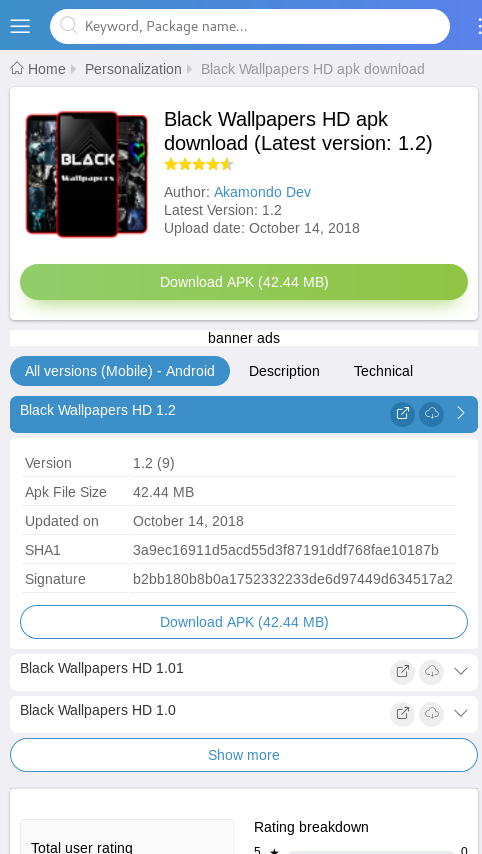 Keyword, Package name...
Home Personalization Black Wallpapers HD apk download
BLACK
Wallpapers
Black Wallpapers HD apk
download (Latest version: 1.2)
Author: Akamondo Dev
Latest Version: 1.2
Upload date: October 14, 2018
Download APK (42.44 MB)
banner ads
All versions (Mobile) - Android Description Technical
Black Wallpapers HD 1.2
Version 1.2 (9)
Apk File Size 42.44 MB
Updated on October 14, 2018
SHA1 3a9ec16911d5acd55d3f87191ddf768fae10187b
Signature b2bb180b8b0a1752332233de6d97449d634517a2
Download APK (42.44 MB)
Black Wallpapers HD 1.01
Black Wallpapers HD 1.0
Show more
Rating breakdown
Total user rating
5 ★ 0